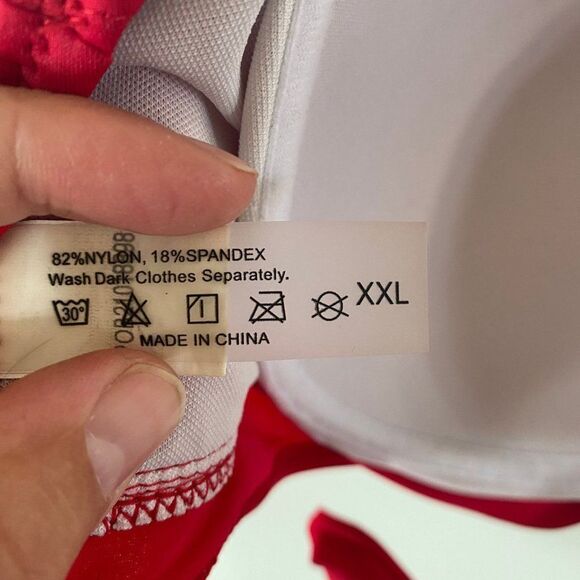 82%NYLON, 18%SPANDEX
Wash Dark Clothes Separately.
30°
XXL
MADE IN CHINA